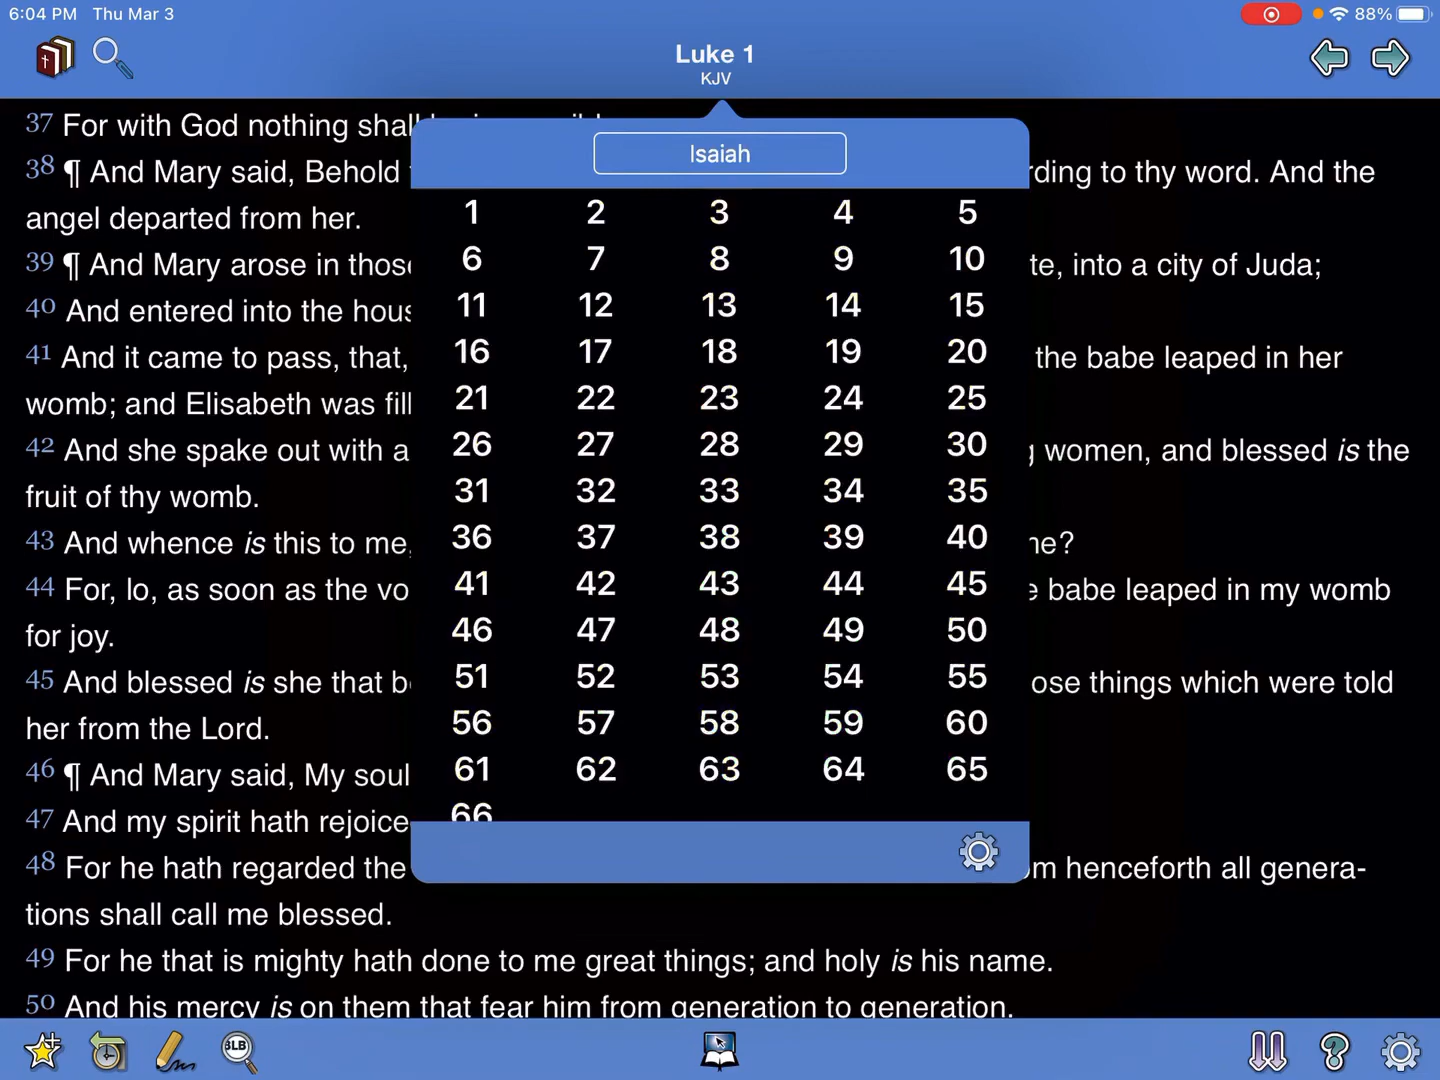 6:04 PM Thu Mar 3
88%
Luke 1
KJV
37 For with God nothing shall
38 ¶ And Mary said, Behold rding to thy word. And the
angel departed from her.
39 ¶ And Mary arose in those te, into a city of Juda;
40 And entered into the hous
41 And it came to pass, that, the babe leaped in her
womb; and Elisabeth was fill
42 And she spake out with a g women, and blessed is the
fruit of thy womb.
43 And whence is this to me, me?
44 For, lo, as soon as the vo e babe leaped in my womb
for joy.
45 And blessed is she that be ose things which were told
her from the Lord.
46 ¶ And Mary said, My soul
47 And my spirit hath rejoice
48 For he hath regarded the om henceforth all genera-
tions shall call me blessed.
49 For he that is mighty hath done to me great things; and holy is his name.
50 And his mercy is on them that fear him from generation to generation.
Isaiah
1 2 3 4 5
6 7 8 9 10
11 12 13 14 15
16 17 18 19 20
21 22 23 24 25
26 27 28 29 30
31 32 33 34 35
36 37 38 39 40
41 42 43 44 45
46 47 48 49 50
51 52 53 54 55
56 57 58 59 60
61 62 63 64 65
66
BLB